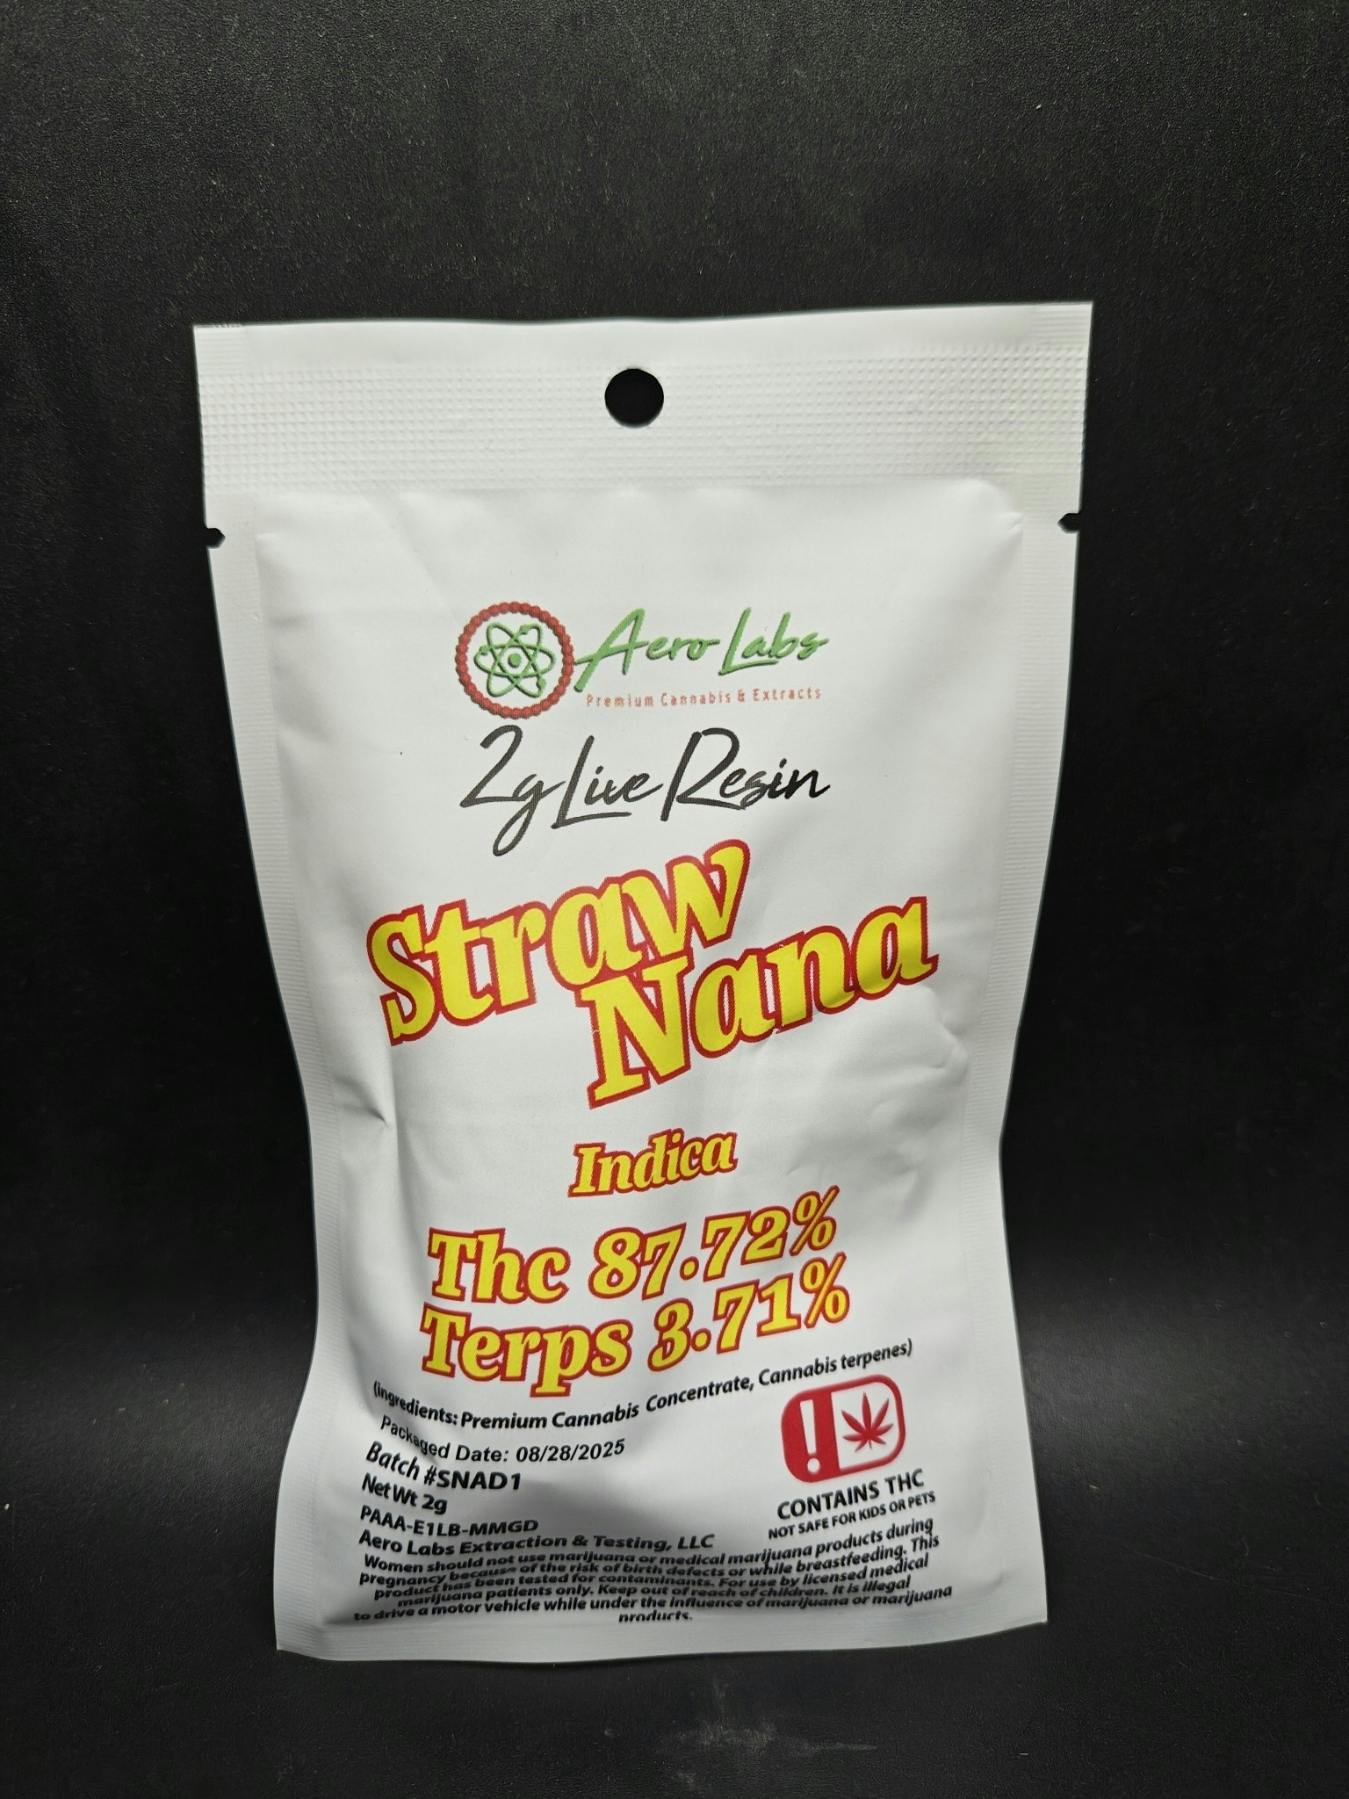 Aero Labs
Premium Cannabis & Extracts
2g Live Resin
Straw
Nana
Indica
Thc 87.72%
Terps 3.71%
(ingredients: Premium Cannabis Concentrate, Cannabis terpenes)
Packaged Date: 08/28/2025
Batch #SNAD1
Net Wt 2g
PAAA-E1LB-MMGD
Aero Labs Extraction & Testing, LLC
CONTAINS THC
NOT SAFE FOR KIDS OR PETS
Women should not use marijuana or medical marijuana products during
pregnancy because of the risk of birth defects or while breastfeeding. This
product has been tested for contaminants. For use by licensed medical
marijuana patients only. Keep out of reach of children. It is illegal
to drive a motor vehicle while under the influence of marijuana or marijuana
products.